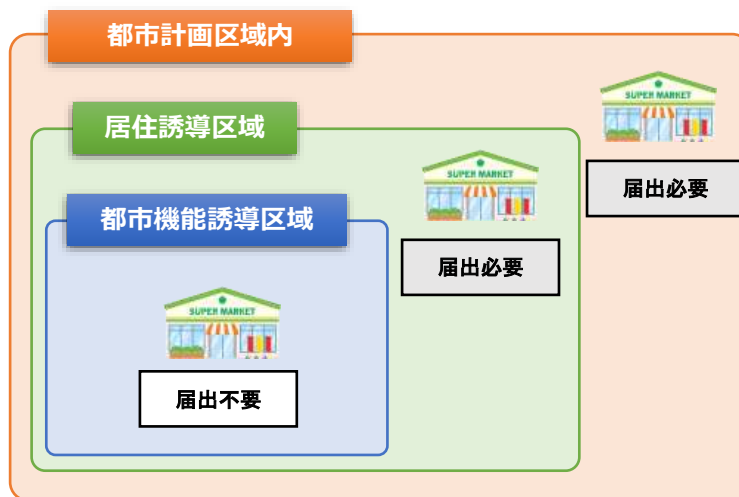 都市計画区域内
SUPER MARKET
居住誘導区域
SUPER MARKET
届出必要
都市機能誘導区域
届出必要
SUPER MARKET
届出不要